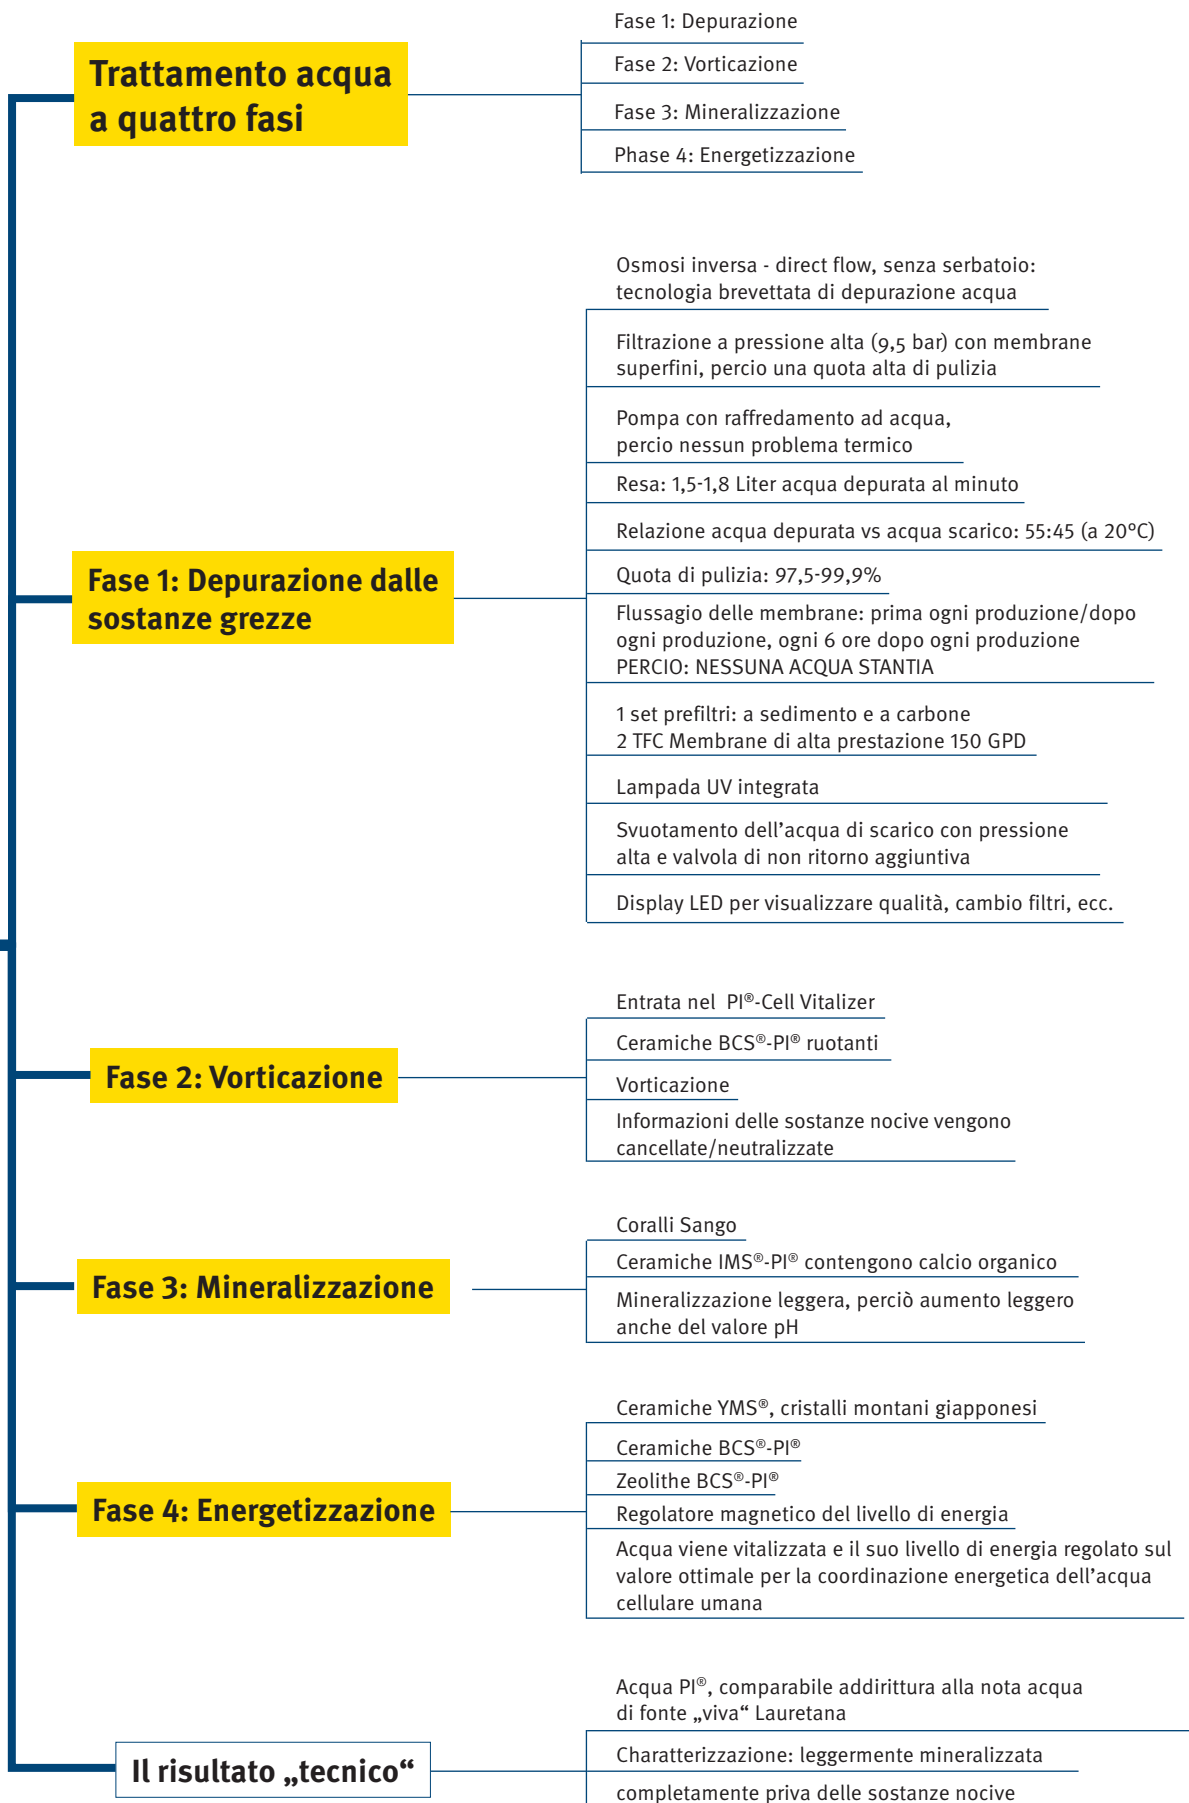 Trattamento acqua
a quattro fasi
Fase 1: Depurazione
Fase 2: Vorticazione
Fase 3: Mineralizzazione
Phase 4: Energetizzazione
Fase 1: Depurazione dalle
sostanze grezze
Osmosi inversa - direct flow, senza serbatoio:
tecnologia brevettata di depurazione acqua
Filtrazione a pressione alta (9,5 bar) con membrane
superfini, percio una quota alta di pulizia
Pompa con raffredamento ad acqua,
percio nessun problema termico
Resa: 1,5-1,8 Liter acqua depurata al minuto
Relazione acqua depurata vs acqua scarico: 55:45 (a 20°C)
Quota di pulizia: 97,5-99,9%
Flussagio delle membrane: prima ogni produzione/dopo
ogni produzione, ogni 6 ore dopo ogni produzione
PERCIO: NESSUNA ACQUA STANTIA
1 set prefiltri: a sedimento e a carbone
2 TFC Membrane di alta prestazione 150 GPD
Lampada UV integrata
Svuotamento dell’acqua di scarico con pressione
alta e valvola di non ritorno aggiuntiva
Display LED per visualizzare qualità, cambio filtri, ecc.
Fase 2: Vorticazione
Entrata nel  PI®-Cell Vitalizer
Ceramiche BCS®-PI® ruotanti
Vorticazione
Informazioni delle sostanze nocive vengono
cancellate/neutralizzate
Fase 3: Mineralizzazione
Coralli Sango
Ceramiche IMS®-PI® contengono calcio organico
Mineralizzazione leggera, perciò aumento leggero
anche del valore pH
Fase 4: Energetizzazione
Ceramiche YMS®, cristalli montani giapponesi
Ceramiche BCS®-PI®
Zeolithe BCS®-PI®
Regolatore magnetico del livello di energia
Acqua viene vitalizzata e il suo livello di energia regolato sul
valore ottimale per la coordinazione energetica dell’acqua
cellulare umana
Il risultato „tecnico“
Acqua PI®, comparabile addirittura alla nota acqua
di fonte „viva“ Lauretana
Charatterizzazione: leggermente mineralizzata
completamente priva delle sostanze nocive